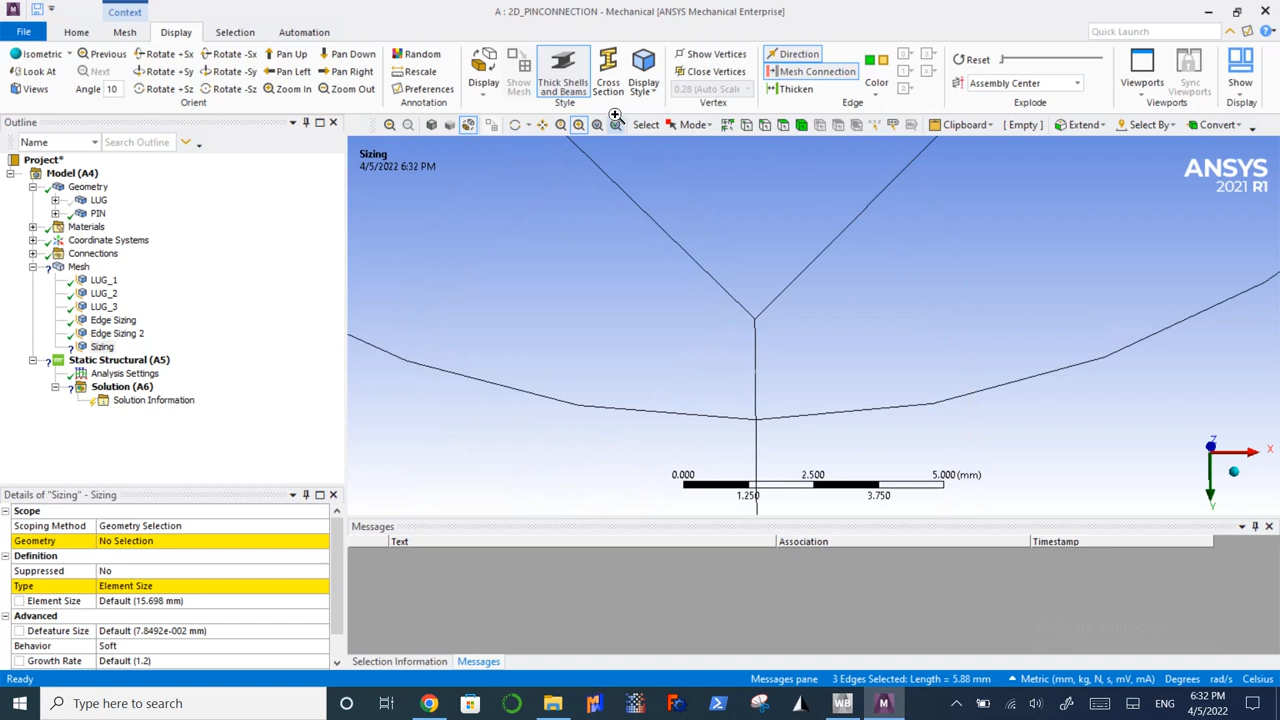 Context
A : 2D_PINCONNECTION - Mechanical [ANSYS Mechanical Enterprise]
File Home Mesh Display Selection Automation Quick Launch
Isometric Previous Rotate +Sx Rotate -Sx Pan Up Pan Down
Look At Next Rotate +Sy Rotate -Sy Pan Left Pan Right
Views Angle 10 Rotate +Sz Rotate -Sz Zoom In Zoom Out
Orient
Random
Rescale
Preferences
Annotation
Display
Show Mesh
Thick Shells and Beams
Cross Section
Display Style
Style
Show Vertices
Close Vertices
0.28 (Auto Scale)
Vertex
Direction
Mesh Connection
Thicken
Color
Edge
Reset
Assembly Center
Explode
Viewports
Sync Viewports
Viewports
Show
Display
Select Mode Clipboard [ Empty ] Extend Select By Convert
Outline
Name Search Outline
Project*
Model (A4)
Geometry
LUG
PIN
Materials
Coordinate Systems
Connections
Mesh
LUG_1
LUG_2
LUG_3
Edge Sizing
Edge Sizing 2
Sizing
Static Structural (A5)
Analysis Settings
Solution (A6)
Solution Information
Sizing
4/5/2022 6:32 PM
ANSYS
2021 R1
Z
X
Y
0.000 2.500 5.000 (mm)
1.250 3.750
Details of "Sizing" - Sizing
Scope
Scoping Method Geometry Selection
Geometry No Selection
Definition
Suppressed No
Type Element Size
Element Size Default (15.698 mm)
Advanced
Defeature Size Default (7.8492e-002 mm)
Behavior Soft
Growth Rate Default (1.2)
Messages
Text Association Timestamp
Selection Information Messages
Ready Messages pane 3 Edges Selected: Length = 5.88 mm Metric (mm, kg, N, s, mV, mA) Degrees rad/s Celsius
Type here to search
WB
M
6:32 PM
4/5/2022